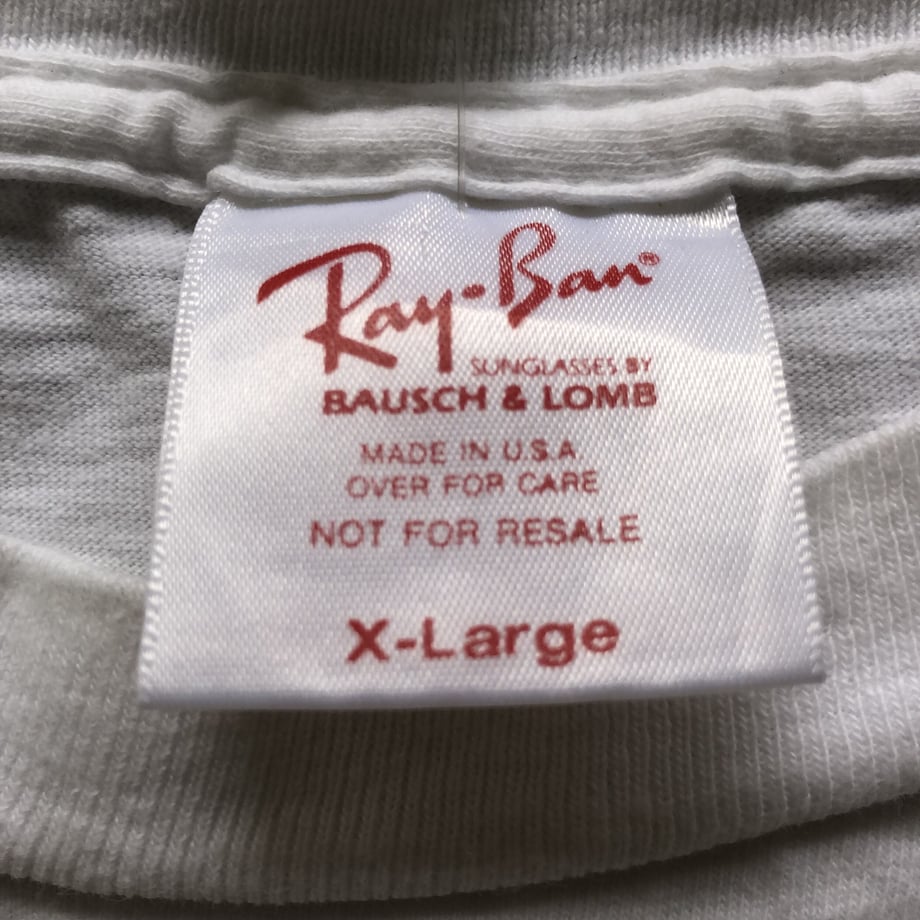 Ray-Ban®
SUNGLASSES BY
BAUSCH & LOMB
MADE IN U.S.A.
OVER FOR CARE
NOT FOR RESALE
X-Large